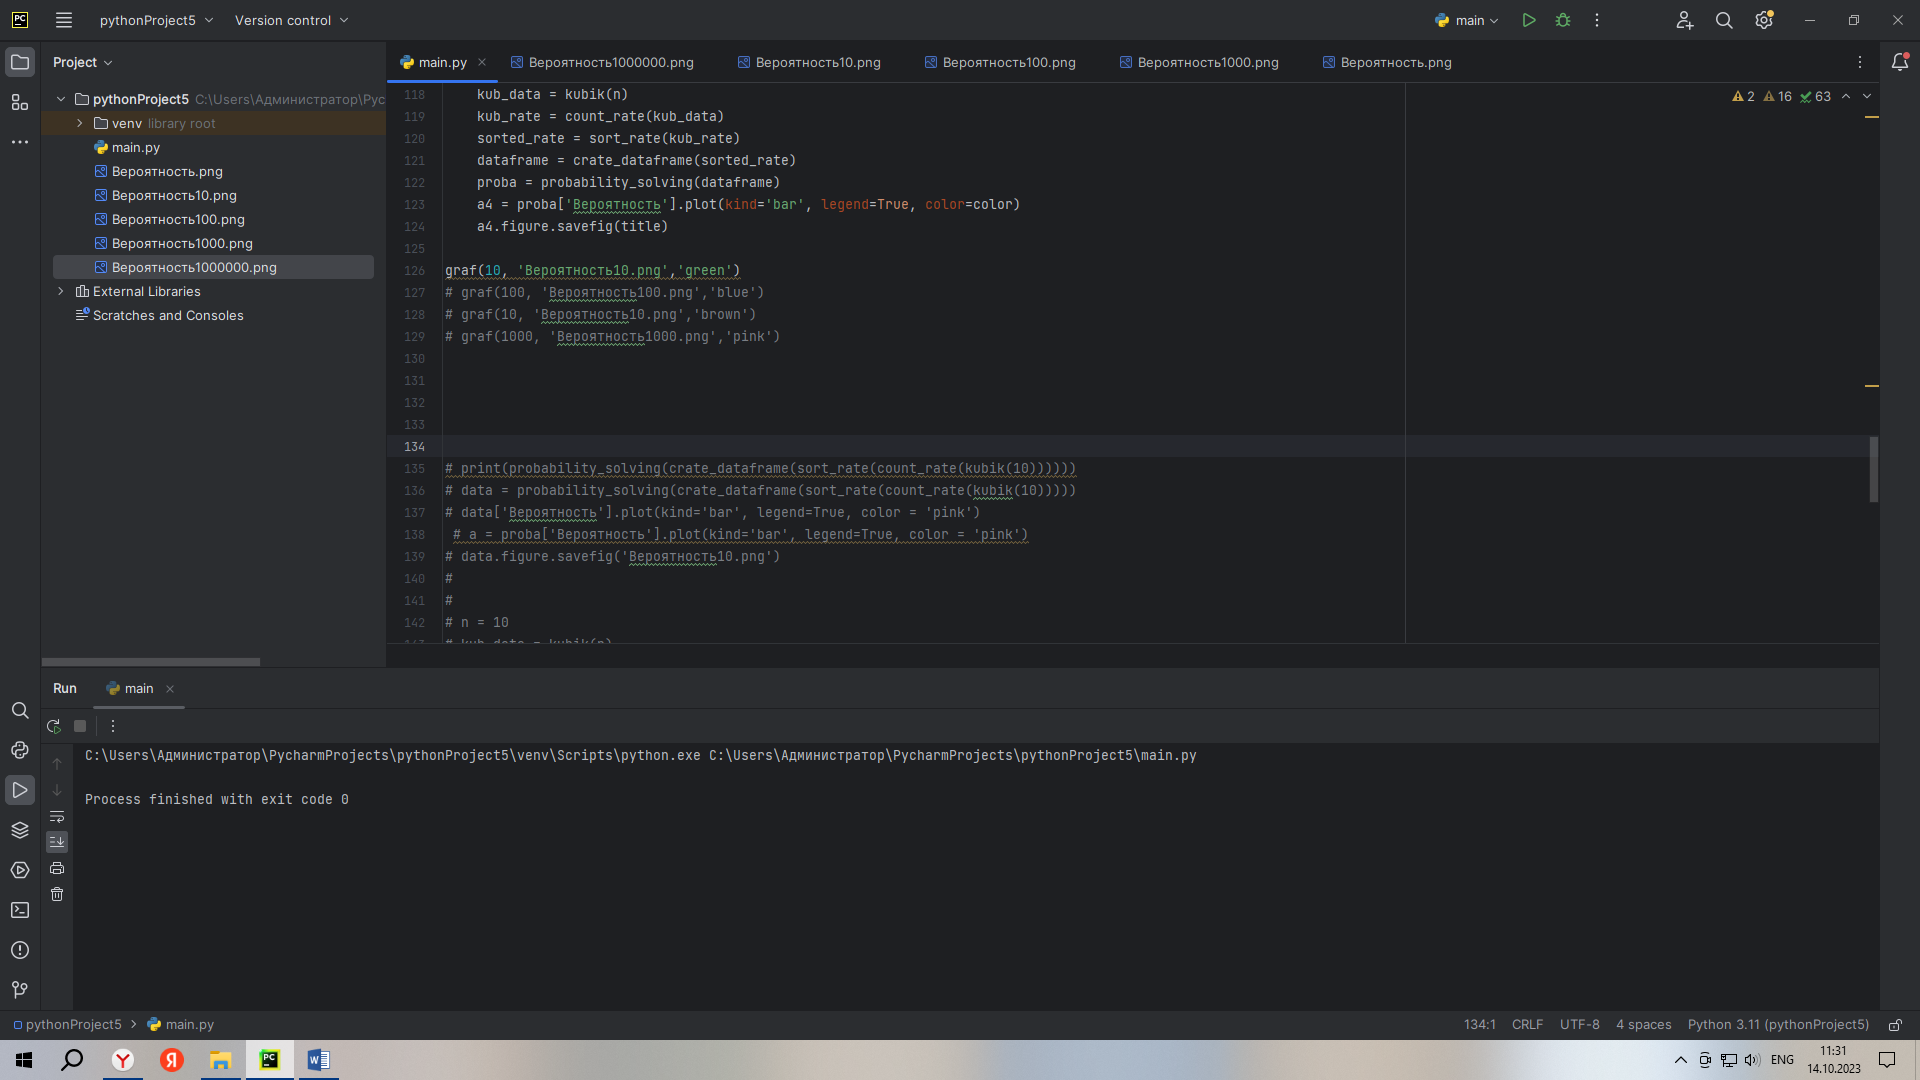 PC pythonProject5 Version control main
Project
main.py Вероятность1000000.png Вероятность10.png Вероятность100.png Вероятность1000.png Вероятность.png
pythonProject5 C:\Users\Администратор\Рус
venv library root
main.py
Вероятность.png
Вероятность10.png
Вероятность100.png
Вероятность1000.png
Вероятность1000000.png
External Libraries
Scratches and Consoles
2 16 63
118 kub_data = kubik(n)
119 kub_rate = count_rate(kub_data)
120 sorted_rate = sort_rate(kub_rate)
121 dataframe = crate_dataframe(sorted_rate)
122 proba = probability_solving(dataframe)
123 a4 = proba['Вероятность'].plot(kind='bar', legend=True, color=color)
124 a4.figure.savefig(title)
125
126 graf(10, 'Вероятность10.png','green')
127 # graf(100, 'Вероятность100.png','blue')
128 # graf(10, 'Вероятность10.png','brown')
129 # graf(1000, 'Вероятность1000.png','pink')
130
131
132
133
134
135 # print(probability_solving(crate_dataframe(sort_rate(count_rate(kubik(10))))))
136 # data = probability_solving(crate_dataframe(sort_rate(count_rate(kubik(10)))))
137 # data['Вероятность'].plot(kind='bar', legend=True, color = 'pink')
138 # a = proba['Вероятность'].plot(kind='bar', legend=True, color = 'pink')
139 # data.figure.savefig('Вероятность10.png')
140 #
141 #
142 # n = 10
143 # kub_data = kubik(n)
Run main
C:\Users\Администратор\PycharmProjects\pythonProject5\venv\Scripts\python.exe C:\Users\Администратор\PycharmProjects\pythonProject5\main.py
Process finished with exit code 0
pythonProject5 main.py 134:1 CRLF UTF-8 4 spaces Python 3.11 (pythonProject5)
Y Я PC W ENG 11:31
14.10.2023